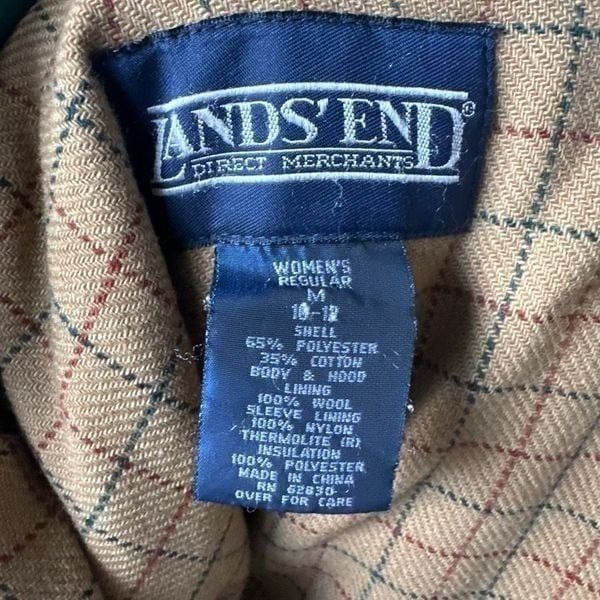 LANDS' END®
DIRECT MERCHANTS
WOMEN'S
REGULAR
M
10-12
SHELL
65% POLYESTER
35% COTTON
BODY & HOOD
LINING
100% WOOL
SLEEVE LINING
100% NYLON
THERMOLITE (R)
INSULATION
100% POLYESTER
MADE IN CHINA
RN 62830
OVER FOR CARE